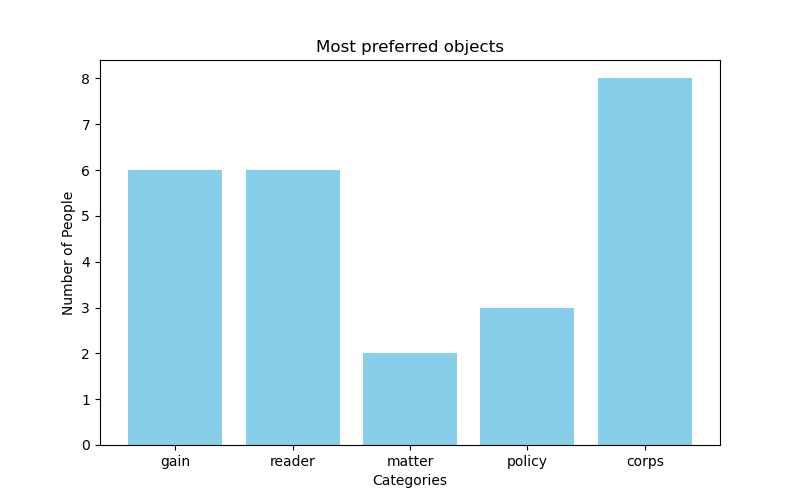 Most preferred objects
8
7
6
5
4
3
2
1
0
Number of People
gain reader matter policy corps
Categories